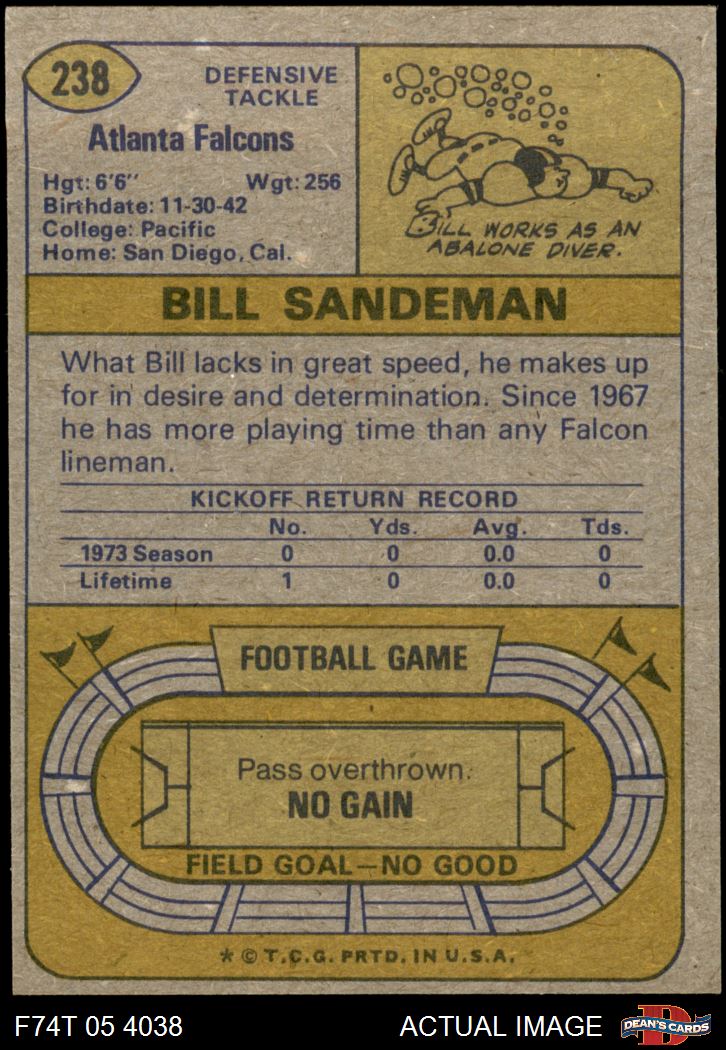 238
DEFENSIVE
TACKLE
Atlanta Falcons
Hgt: 6'6" Wgt: 256
Birthdate: 11-30-42
College: Pacific
Home: San Diego, Cal.
BILL WORKS AS AN
ABALONE DIVER.
BILL SANDEMAN
What Bill lacks in great speed, he makes up
for in desire and determination. Since 1967
he has more playing time than any Falcon
lineman.
KICKOFF RETURN RECORD
No. Yds. Avg. Tds.
1973 Season 0 0 0.0 0
Lifetime 1 0 0.0 0
FOOTBALL GAME
Pass overthrown.
NO GAIN
FIELD GOAL—NO GOOD
* © T.C.G. PRTD. IN U.S.A.
F74T 05 4038 ACTUAL IMAGE
D
DEAN'S CARDS